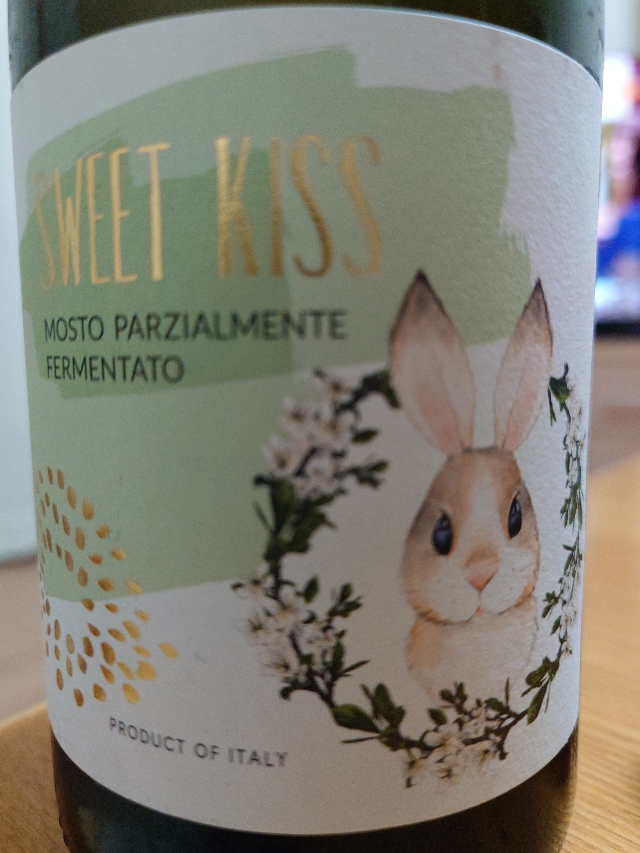 SWEET KISS
MOSTO PARZIALMENTE
FERMENTATO
PRODUCT OF ITALY